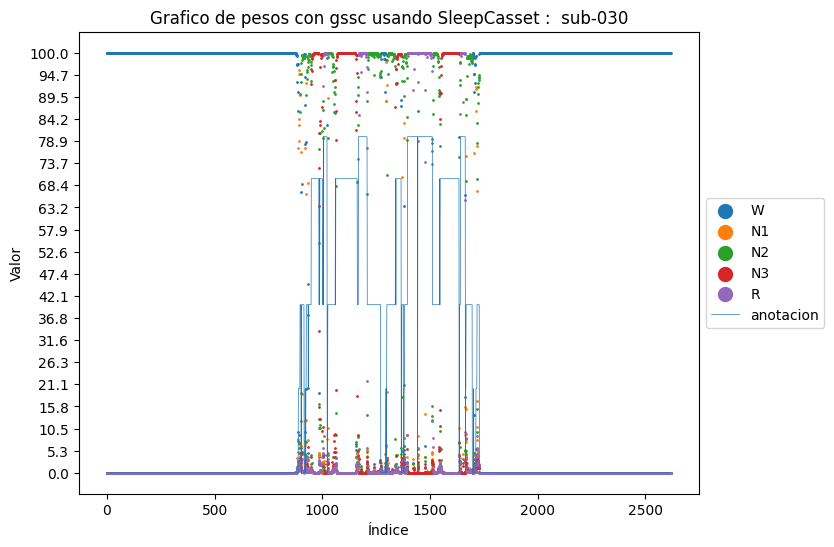 Grafico de pesos con gssc usando SleepCasset :  sub-030
100.0
94.7
89.5
84.2
78.9
73.7
68.4
63.2
57.9
52.6
47.4
42.1
36.8
31.6
26.3
21.1
15.8
10.5
5.3
0.0
Valor
0
500
1000
1500
2000
2500
Índice
W
N1
N2
N3
R
anotacion